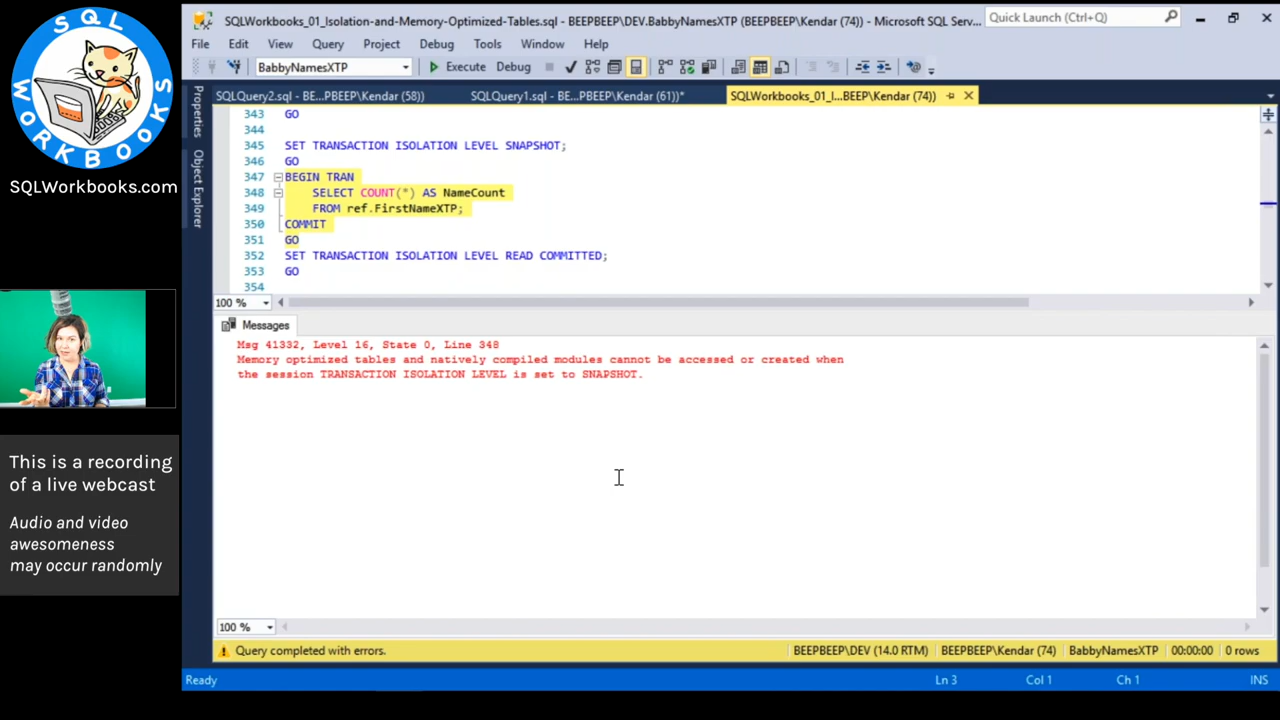 SQLWorkbooks_01_Isolation-and-Memory-Optimized-Tables.sql - BEEPBEEP\DEV.BabbyNamesXTP (BEEPBEEP\Kendar (74)) - Microsoft SQL Serv...
Quick Launch (Ctrl+Q)
File Edit View Query Project Debug Tools Window Help
BabbyNamesXTP Execute Debug
SQLQuery2.sql - BE...PBEEP\Kendar (58))
SQLQuery1.sql - BE...PBEEP\Kendar (61))*
SQLWorkbooks_01_I...BEEP\Kendar (74))
Properties
Object Explorer
343 GO
344
345 SET TRANSACTION ISOLATION LEVEL SNAPSHOT;
346 GO
347 BEGIN TRAN
348 SELECT COUNT(*) AS NameCount
349 FROM ref.FirstNameXTP;
350 COMMIT
351 GO
352 SET TRANSACTION ISOLATION LEVEL READ COMMITTED;
353 GO
354
100 %
Messages
Msg 41332, Level 16, State 0, Line 348
Memory optimized tables and natively compiled modules cannot be accessed or created when
the session TRANSACTION ISOLATION LEVEL is set to SNAPSHOT.
100 %
Query completed with errors.
BEEPBEEP\DEV (14.0 RTM)
BEEPBEEP\Kendar (74)
BabbyNamesXTP
00:00:00
0 rows
Ready
Ln 3
Col 1
Ch 1
INS
SQL
WORKBOOKS
SQLWorkbooks.com
This is a recording
of a live webcast
Audio and video
awesomeness
may occur randomly